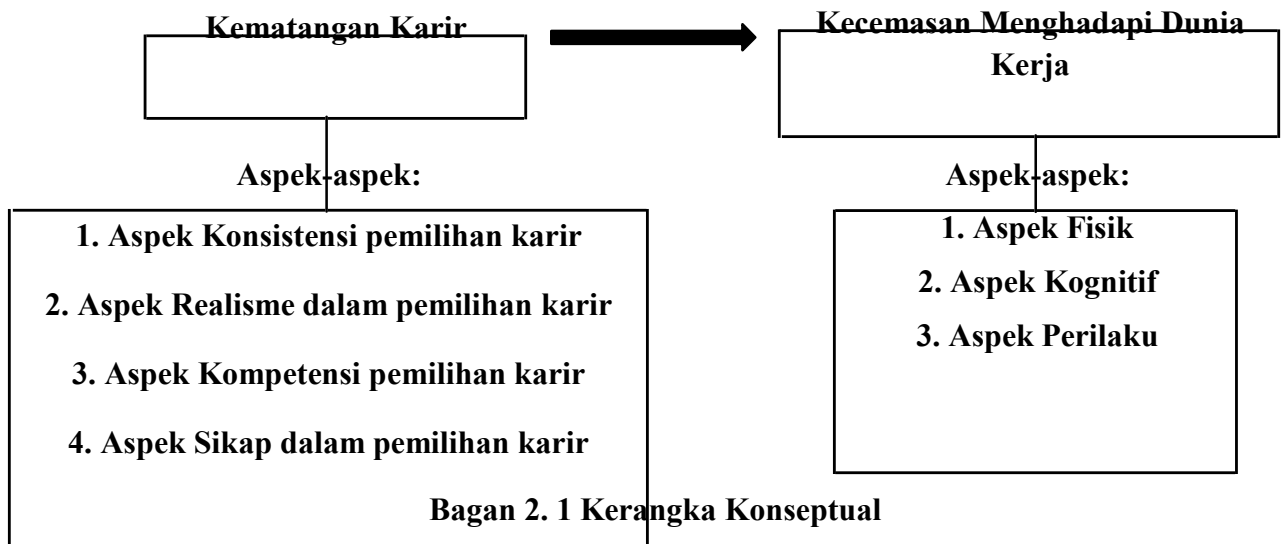 Kematangan Karir
Kecemasan Menghadapi Dunia
Kerja
Aspek-aspek:
1. Aspek Konsistensi pemilihan karir
2. Aspek Realisme dalam pemilihan karir
3. Aspek Kompetensi pemilihan karir
4. Aspek Sikap dalam pemilihan karir
Aspek-aspek:
1. Aspek Fisik
2. Aspek Kognitif
3. Aspek Perilaku
Bagan 2. 1 Kerangka Konseptual